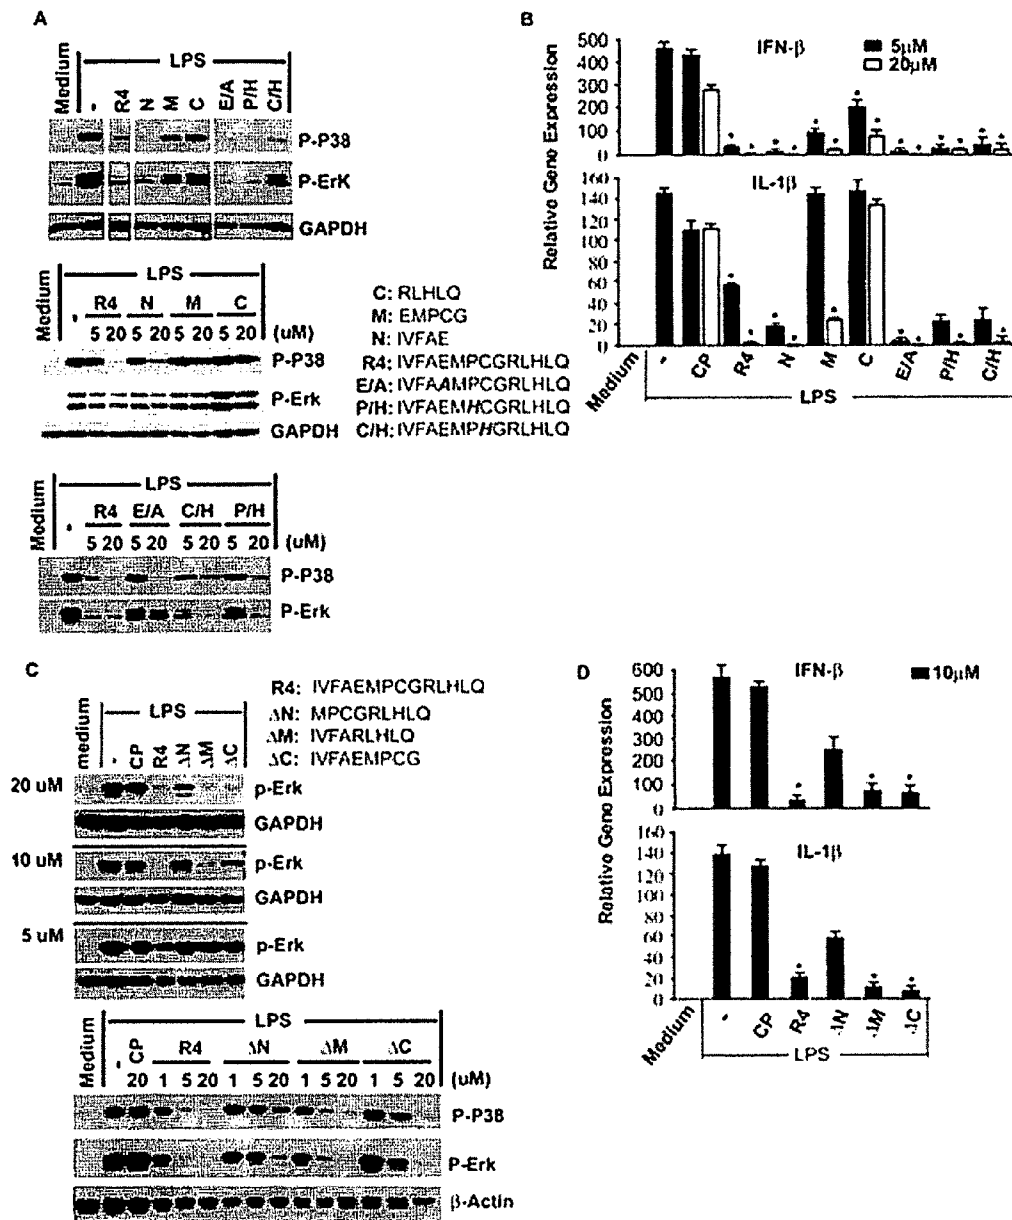 A
LPS
Medium - R4 N M C E/A P/H C/H
P-P38
P-ErK
GAPDH
LPS
Medium - R4 N M C
5 20 5 20 5 20 5 20 (uM)
P-P38
P-Erk
GAPDH
C: RLHLQ
M: EMPCG
N: IVFAE
R4: IVFAEMPCGRLHLQ
E/A: IVFAAMPCGRLHLQ
P/H: IVFAEMHCGRLHLQ
C/H: IVFAEMPHGRLHLQ
LPS
Medium - R4 E/A C/H P/H
5 20 5 20 5 20 5 20 (uM)
P-P38
P-Erk
B
IFN-β
5μM
20μM
500
400
300
200
100
0
IL-1β
160
140
120
100
80
60
40
20
0
Relative Geno Expression
Medium - CP R4 N M C E/A P/H C/H
LPS
C
R4: IVFAEMPCGRLHLQ
ΔN: MPCGRLHLQ
ΔM: IVFARLHLQ
ΔC: IVFAEMPCG
LPS
medium - CP R4 ΔN ΔM ΔC
20 uM p-Erk
GAPDH
10 uM p-Erk
GAPDH
5 uM p-Erk
GAPDH
LPS
Medium - CP R4 ΔN ΔM ΔC
20 1 5 20 1 5 20 1 5 20 1 5 20 (uM)
P-P38
P-Erk
β-Actin
D
IFN-β
10μM
600
500
400
300
200
100
0
IL-1β
160
140
120
100
80
60
40
20
0
Relative Geno Expression
Medium - CP R4 ΔN ΔM ΔC
LPS